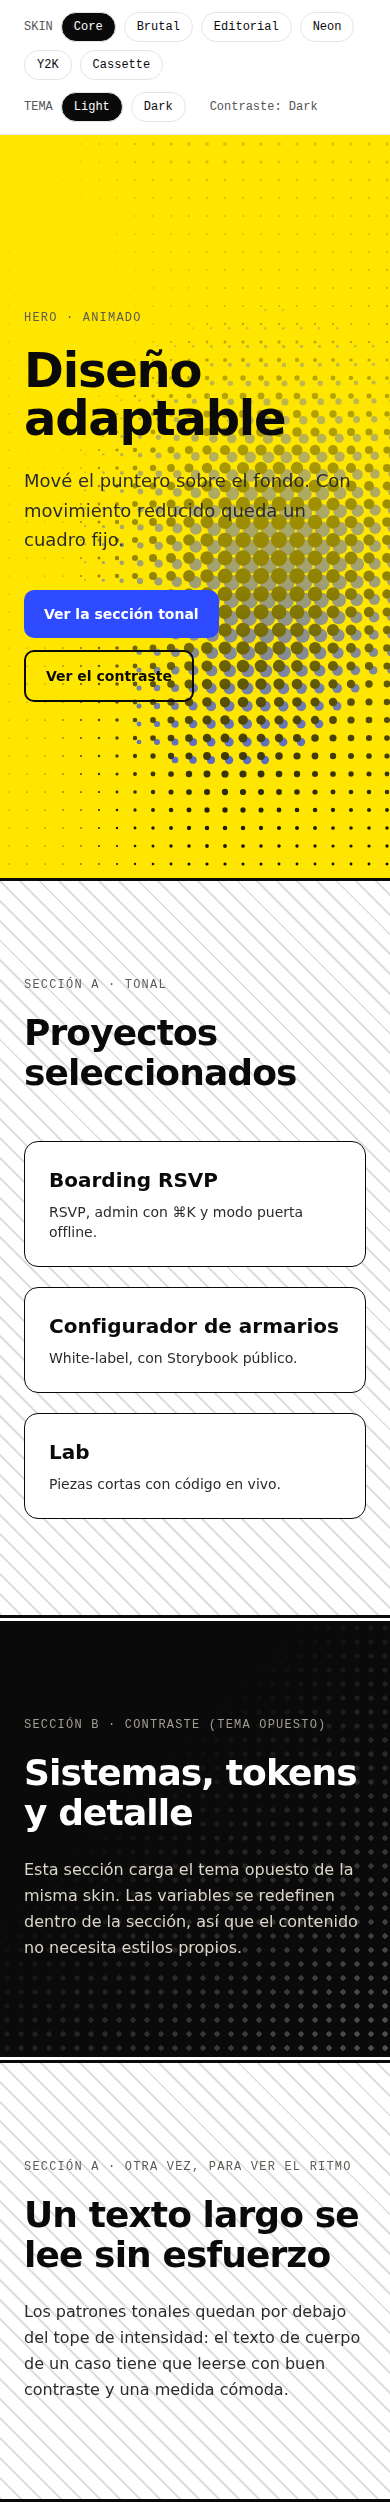 SKIN Core Brutal Editorial Neon
Y2K Cassette
TEMA Light Dark Contraste: Dark
HERO · ANIMADO
Diseño
adaptable
Mové el puntero sobre el fondo. Con
movimiento reducido queda un
cuadro fijo.
Ver la sección tonal
Ver el contraste
SECCIÓN A · TONAL
Proyectos
seleccionados
Boarding RSVP
RSVP, admin con ⌘K y modo puerta
offline.
Configurador de armarios
White-label, con Storybook público.
Lab
Piezas cortas con código en vivo.
SECCIÓN B · CONTRASTE (TEMA OPUESTO)
Sistemas, tokens
y detalle
Esta sección carga el tema opuesto de la
misma skin. Las variables se redefinen
dentro de la sección, así que el contenido
no necesita estilos propios.
SECCIÓN A · OTRA VEZ, PARA VER EL RITMO
Un texto largo se
lee sin esfuerzo
Los patrones tonales quedan por debajo
del tope de intensidad: el texto de cuerpo
de un caso tiene que leerse con buen
contraste y una medida cómoda.